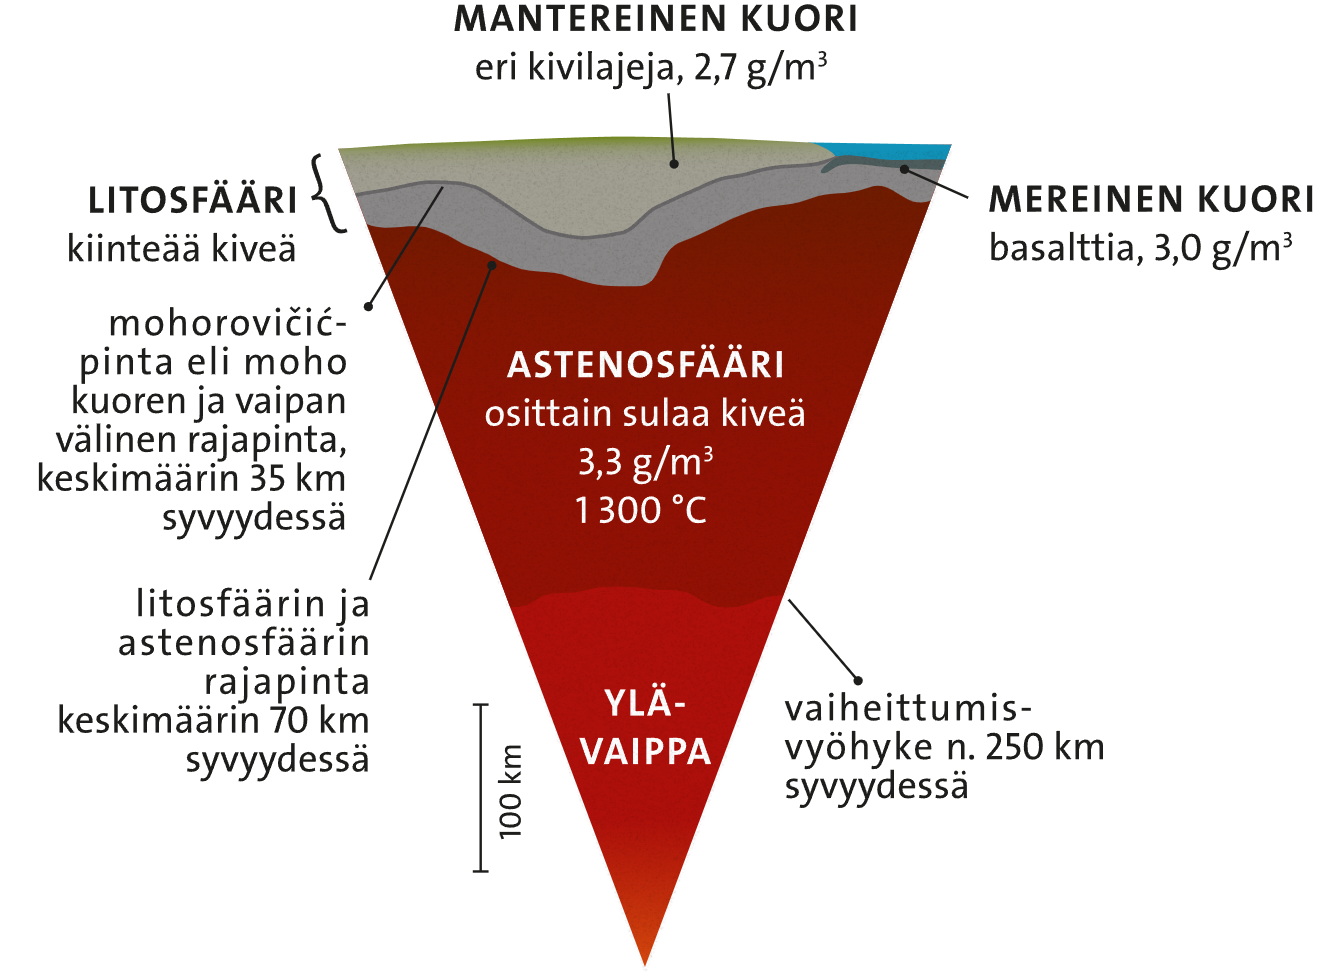 MANTEREINEN KUORI
eri kivilajeja, 2,7 g/m³
LITOSFÄÄRI
kiinteää kiveä
MEREINEN KUORI
basalttia, 3,0 g/m³
mohorovičić-
pinta eli moho
kuoren ja vaipan
välinen rajapinta,
keskimäärin 35 km
syvyydessä
ASTENOSFÄÄRI
osittain sulaa kiveä
3,3 g/m³
1 300 °C
litosfäärin ja
astenosfäärin
rajapinta
keskimäärin 70 km
syvyydessä
YLÄ-
VAIPPA
100 km
vaiheittumis-
vyöhyke n. 250 km
syvyydessä